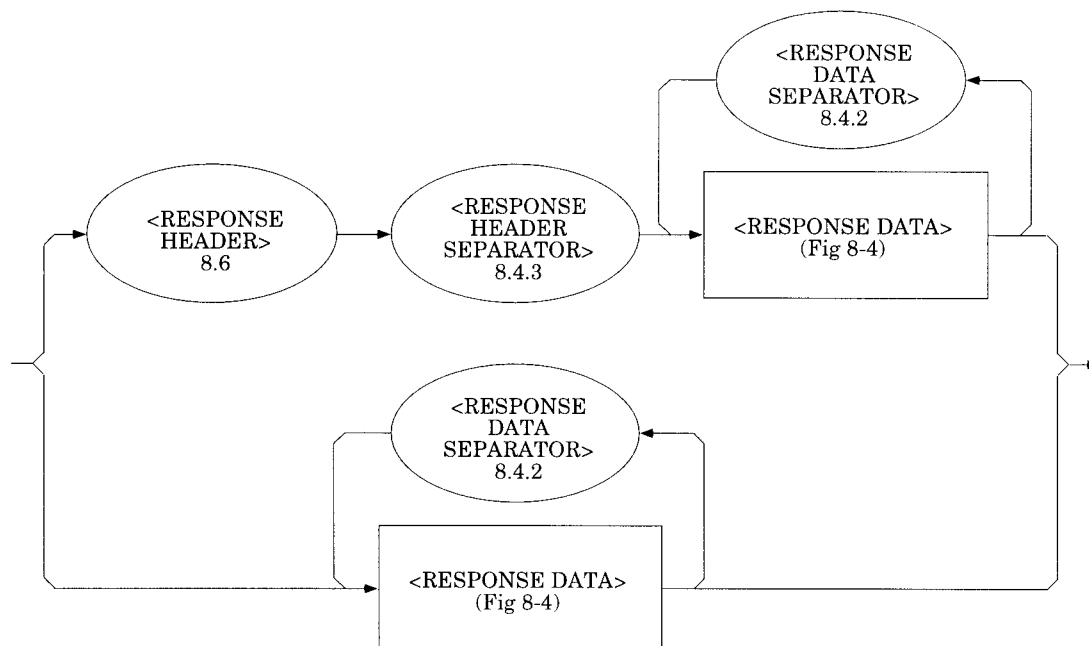 <RESPONSE
DATA
SEPARATOR>
8.4.2
<RESPONSE
HEADER>
8.6
<RESPONSE
HEADER
SEPARATOR>
8.4.3
<RESPONSE DATA>
(Fig 8-4)
<RESPONSE
DATA
SEPARATOR>
8.4.2
<RESPONSE DATA>
(Fig 8-4)